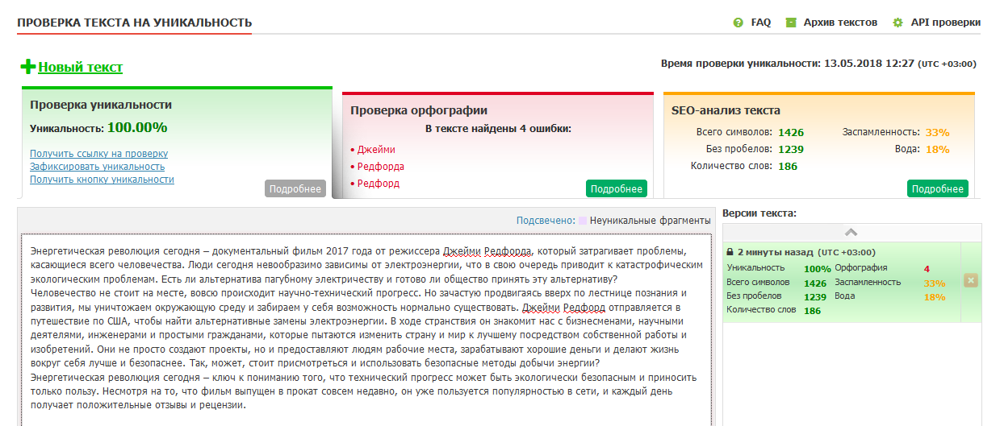 ПРОВЕРКА ТЕКСТА НА УНИКАЛЬНОСТЬ
FAQ Архив текстов API проверки
Новый текст
Время проверки уникальности: 13.05.2018 12:27 (UTC +03:00)
Проверка уникальности
Уникальность: 100.00%
Получить ссылку на проверку
Зафиксировать уникальность
Получить кнопку уникальности
Подробнее
Проверка орфографии
В тексте найдены 4 ошибки:
• Джейми
• Редфорда
• Редфорд
Подробнее
SEO-анализ текста
Всего символов: 1426 Заспамленность: 33%
Без пробелов: 1239 Вода: 18%
Количество слов: 186
Подробнее
Подсвечено: Неуникальные фрагменты
Энергетическая революция сегодня – документальный фильм 2017 года от режиссера Джейми Редфорда, который затрагивает проблемы,
касающиеся всего человечества. Люди сегодня невообразимо зависимы от электроэнергии, что в свою очередь приводит к катастрофическим
экологическим проблемам. Есть ли альтернатива пагубному электричеству и готово ли общество принять эту альтернативу?
Человечество не стоит на месте, вовсю происходит научно-технический прогресс. Но зачастую продвигаясь вверх по лестнице познания и
развития, мы уничтожаем окружающую среду и забираем у себя возможность нормально существовать. Джейми Редфорд отправляется в
путешествие по США, чтобы найти альтернативные замены электроэнергии. В ходе странствия он знакомит нас с бизнесменами, научными
деятелями, инженерами и простыми гражданами, которые пытаются изменить страну и мир к лучшему посредством собственной работы и
изобретений. Они не просто создают проекты, но и предоставляют людям рабочие места, зарабатывают хорошие деньги и делают жизнь
вокруг себя лучше и безопаснее. Так, может, стоит присмотреться и использовать безопасные методы добычи энергии?
Энергетическая революция сегодня – ключ к пониманию того, что технический прогресс может быть экологически безопасным и приносить
только пользу. Несмотря на то, что фильм выпущен в прокат совсем недавно, он уже пользуется популярностью в сети, и каждый день
получает положительные отзывы и рецензии.
Версии текста:
2 минуты назад (UTC +03:00)
Уникальность 100% Орфография 4
Всего символов 1426 Заспамленность 33%
Без пробелов 1239 Вода 18%
Количество слов 186